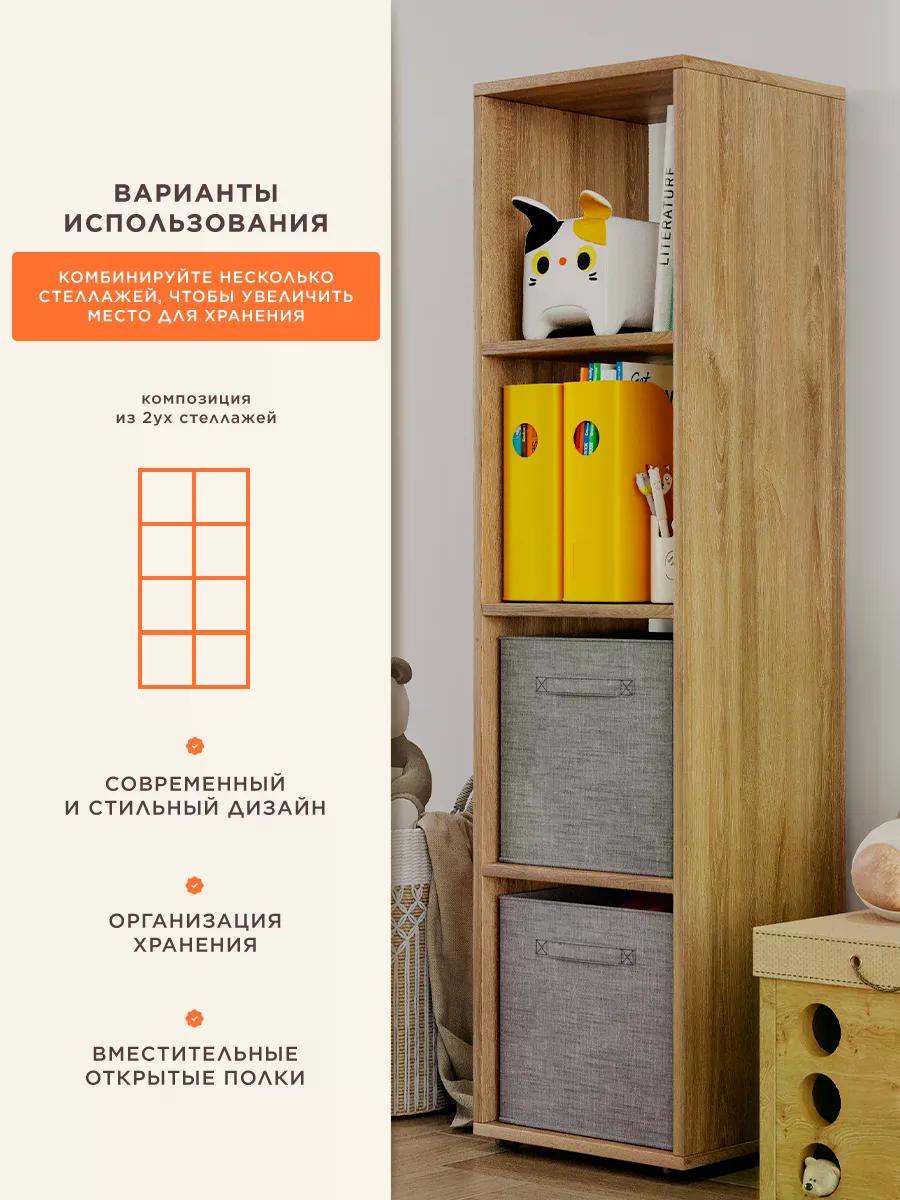 ВАРИАНТЫ
ИСПОЛЬЗОВАНИЯ
КОМБИНИРУЙТЕ НЕСКОЛЬКО
СТЕЛЛАЖЕЙ, ЧТОБЫ УВЕЛИЧИТЬ
МЕСТО ДЛЯ ХРАНЕНИЯ
композиция
из 2ух стеллажей
СОВРЕМЕННЫЙ
И СТИЛЬНЫЙ ДИЗАЙН
ОРГАНИЗАЦИЯ
ХРАНЕНИЯ
ВМЕСТИТЕЛЬНЫЕ
ОТКРЫТЫЕ ПОЛКИ
LITERATURE